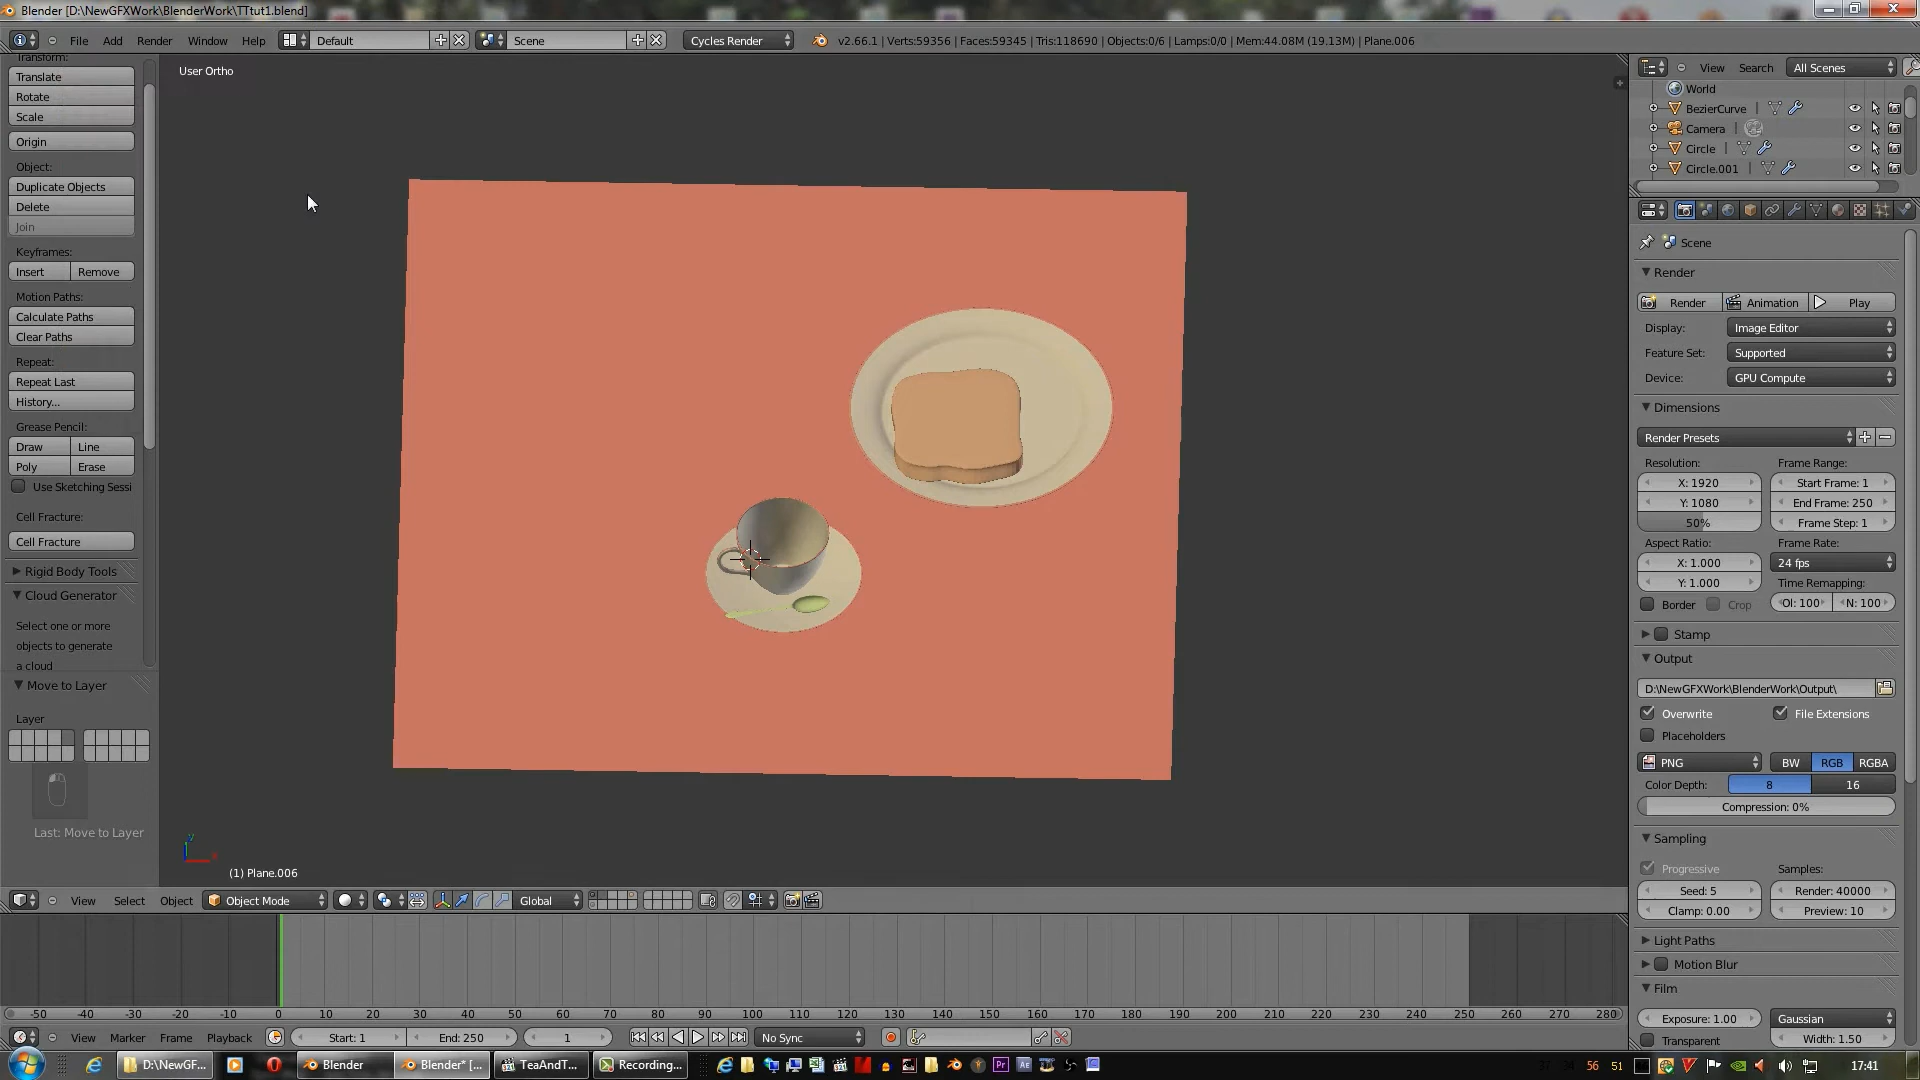 Blender [D:\NewGFXWork\BlenderWork\TTtut1.blend]
File Add Render Window Help Default Scene Cycles Render v2.66.1 | Verts:59356 | Faces:59345 | Tris:118690 | Objects:0/6 | Lamps:0/0 | Mem:44.08M (19.13M) | Plane.006
Transform:
Translate
Rotate
Scale
Origin
Object:
Duplicate Objects
Delete
Join
Keyframes:
Insert Remove
Motion Paths:
Calculate Paths
Clear Paths
Repeat:
Repeat Last
History...
Grease Pencil:
Draw Line
Poly Erase
Use Sketching Sessi
Cell Fracture:
Cell Fracture
Rigid Body Tools
Cloud Generator
Select one or more
objects to generate
a cloud
Move to Layer
Layer
Last: Move to Layer
User Ortho
(1) Plane.006
View Select Object Object Mode Global
View Search All Scenes
World
BezierCurve
Camera
Circle
Circle.001
Scene
Render
Render Animation Play
Display: Image Editor
Feature Set: Supported
Device: GPU Compute
Dimensions
Render Presets
Resolution: Frame Range:
X: 1920 Start Frame: 1
Y: 1080 End Frame: 250
50% Frame Step: 1
Aspect Ratio: Frame Rate:
X: 1.000 24 fps
Y: 1.000 Time Remapping:
Border Crop Ol: 100 N: 100
Stamp
Output
D:\NewGFXWork\BlenderWork\Output\
Overwrite File Extensions
Placeholders
PNG BW RGB RGBA
Color Depth: 8 16
Compression: 0%
Sampling
Progressive Samples:
Seed: 5 Render: 40000
Clamp: 0.00 Preview: 10
Light Paths
Motion Blur
Film
Exposure: 1.00 Gaussian
Transparent Width: 1.50
-50 -40 -30 -20 -10 0 10 20 30 40 50 60 70 80 90 100 110 120 130 140 150 160 170 180 190 200 210 220 230 240 250 260 270 280
View Marker Frame Playback Start: 1 End: 250 1 No Sync
D:\NewGF... Blender Blender* [... TeaAndT... Recording... 56 51 17:41